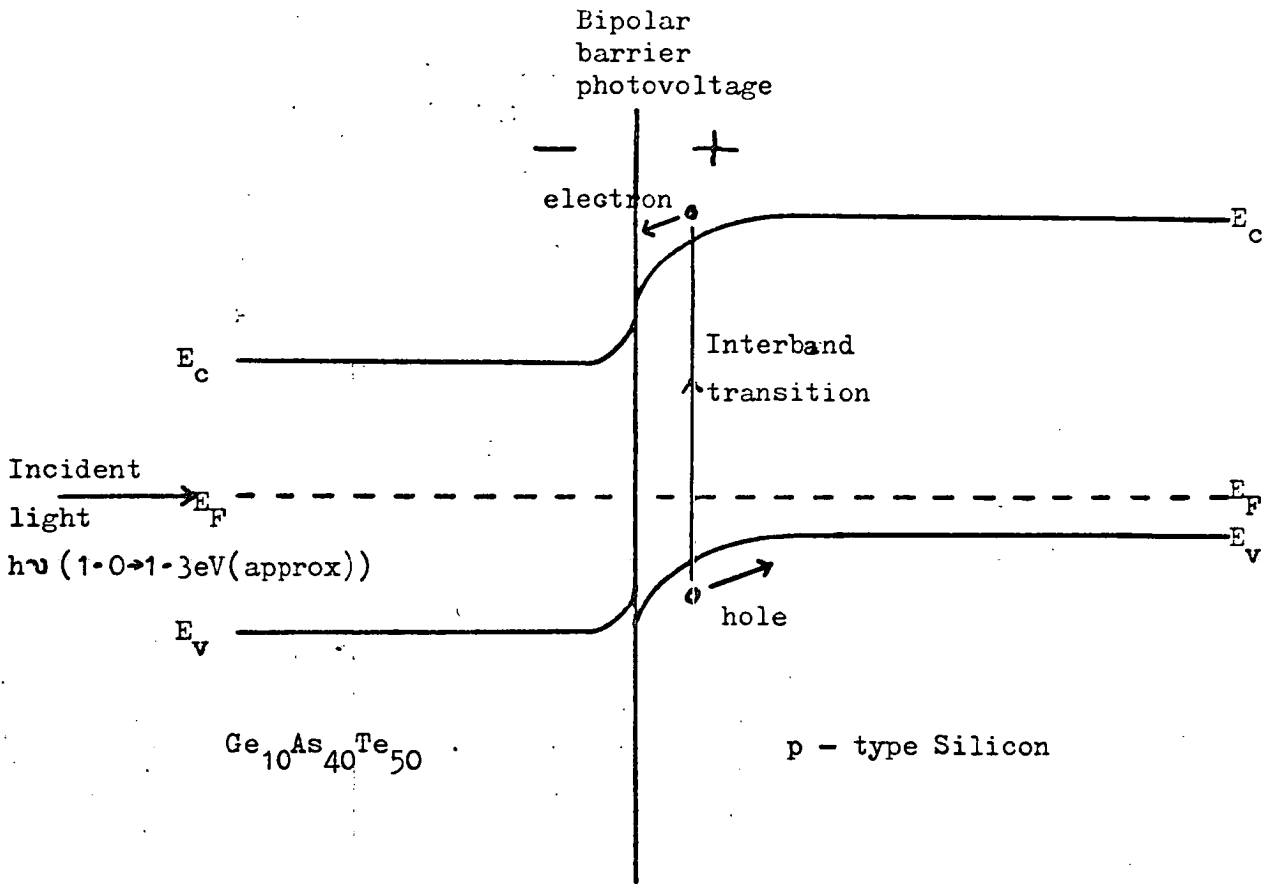 Bipolar
barrier
photovoltage
− +
electron
E_c
E_c
Interband
transition
Incident
light
hν (1·0→1·3eV(approx))
E_F
E_F
E_v
hole
E_v
Ge₁₀As₄₀Te₅₀
p – type Silicon